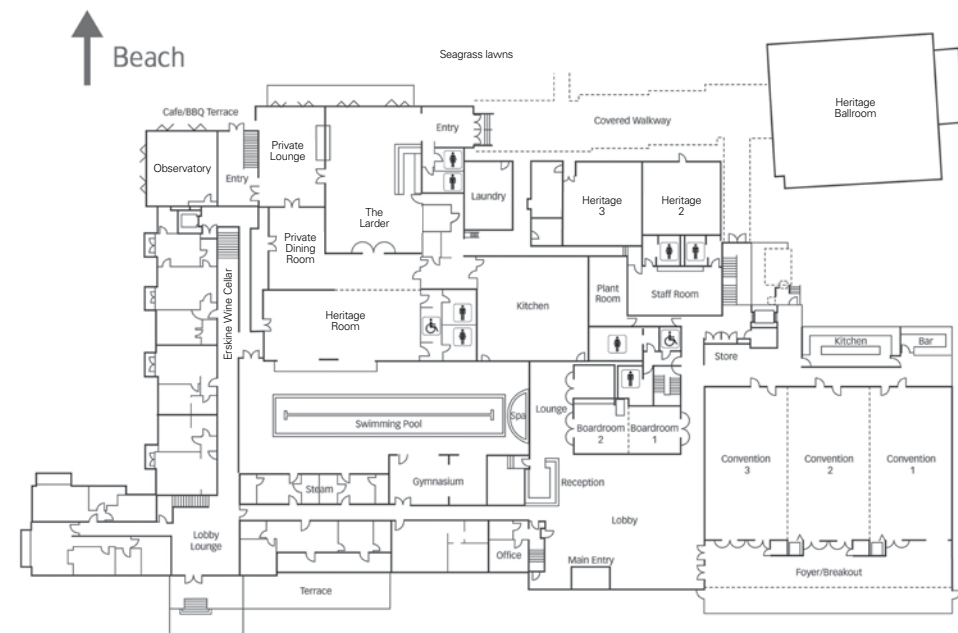 Beach
Seagrass lawns
Cafe/BBQ Terrace
Heritage
Ballroom
Covered Walkway
Entry
Private
Lounge
Observatory
Entry
Laundry
Heritage
3
Heritage
2
The
Larder
Private
Dining
Room
Erskine Wine Cellar
Heritage
Room
Kitchen
Plant
Room
Staff Room
Store
Kitchen
Bar
Lounge
Spa
Swimming Pool
Boardroom
2
Boardroom
1
Convention
3
Convention
2
Convention
1
Steam
Gymnasium
Reception
Lobby
Lobby
Lounge
Office
Main Entry
Foyer/Breakout
Terrace